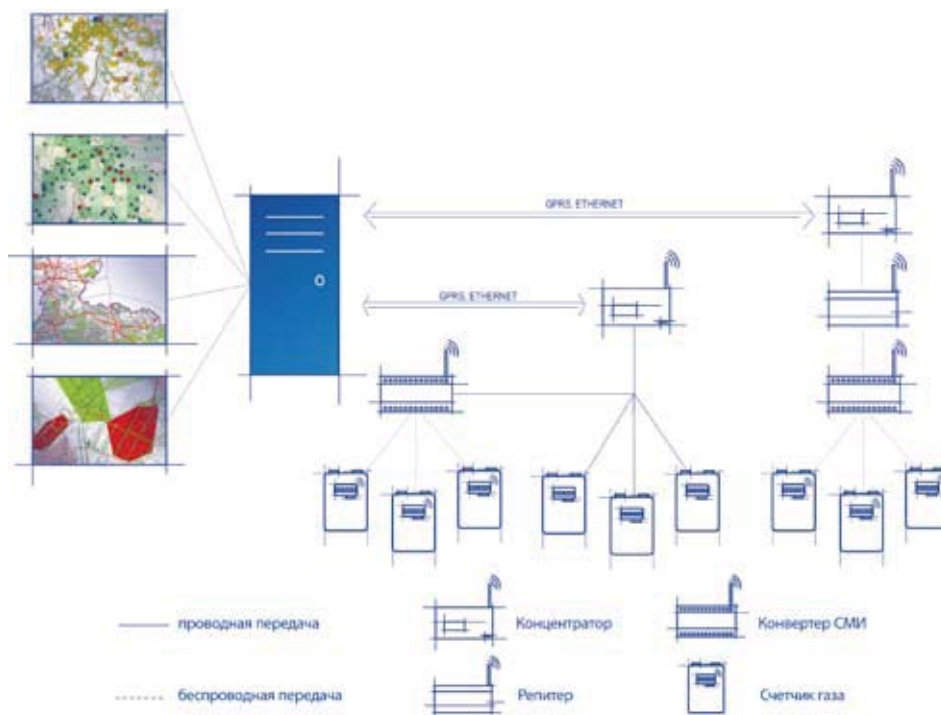 GPRS, ETHERNET
GPRS, ETHERNET
проводная передача
Концентратор
Конвертер СМИ
беспроводная передача
Репитер
Счетчик газа